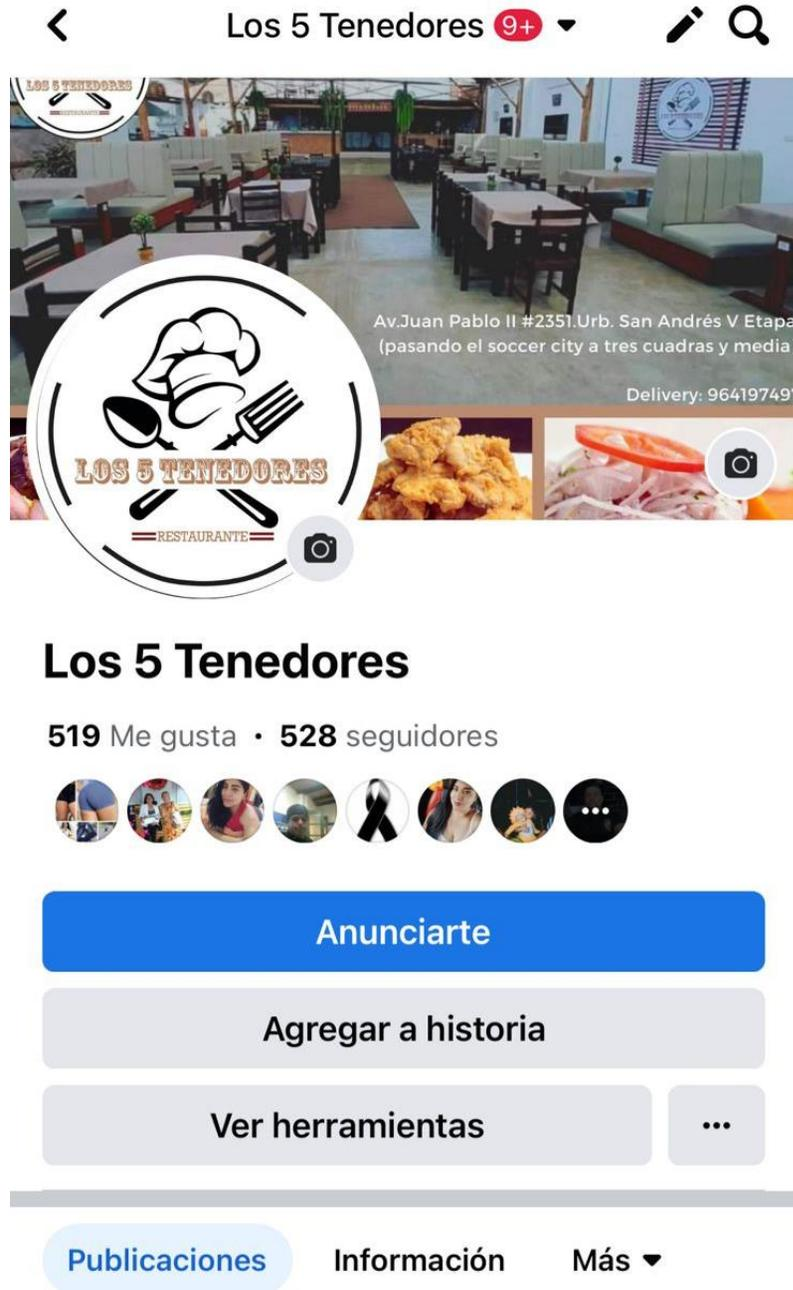 Los 5 Tenedores 9+
LOS 5 TENEDORES
RESTAURANTE
Av.Juan Pablo II #2351.Urb. San Andrés V Etapa
(pasando el soccer city a tres cuadras y media
Delivery: 96419749
LOS 5 TENEDORES
RESTAURANTE
Los 5 Tenedores
519 Me gusta • 528 seguidores
Anunciarte
Agregar a historia
Ver herramientas
Publicaciones Información Más